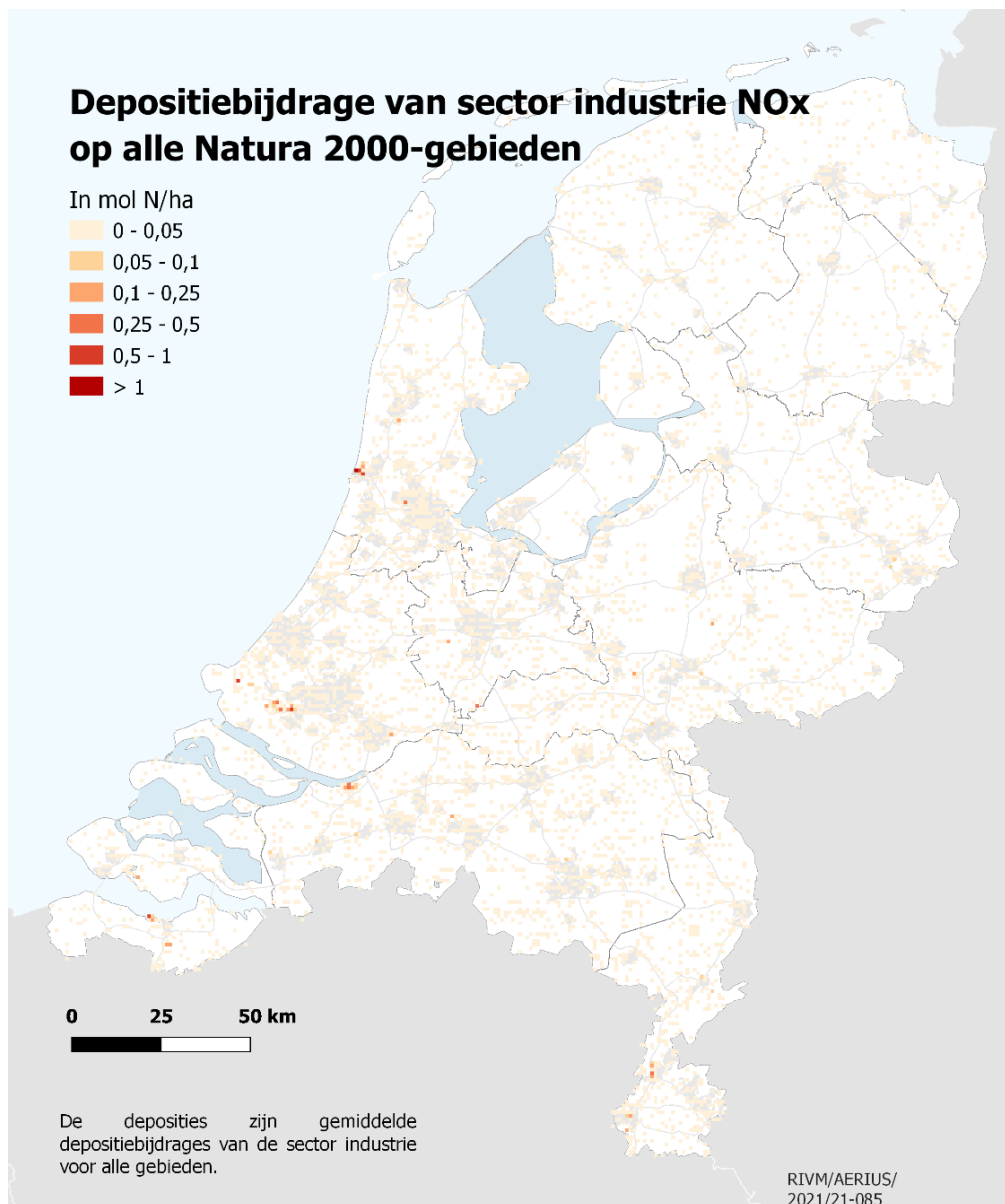 Depositiebijdrage van sector industrie NOx
op alle Natura 2000-gebieden
In mol N/ha
0 - 0,05
0,05 - 0,1
0,1 - 0,25
0,25 - 0,5
0,5 - 1
> 1
0 25 50 km
De deposities zijn gemiddelde
depositiebijdrages van de sector industrie
voor alle gebieden.
RIVM/AERIUS/
2021/21-085